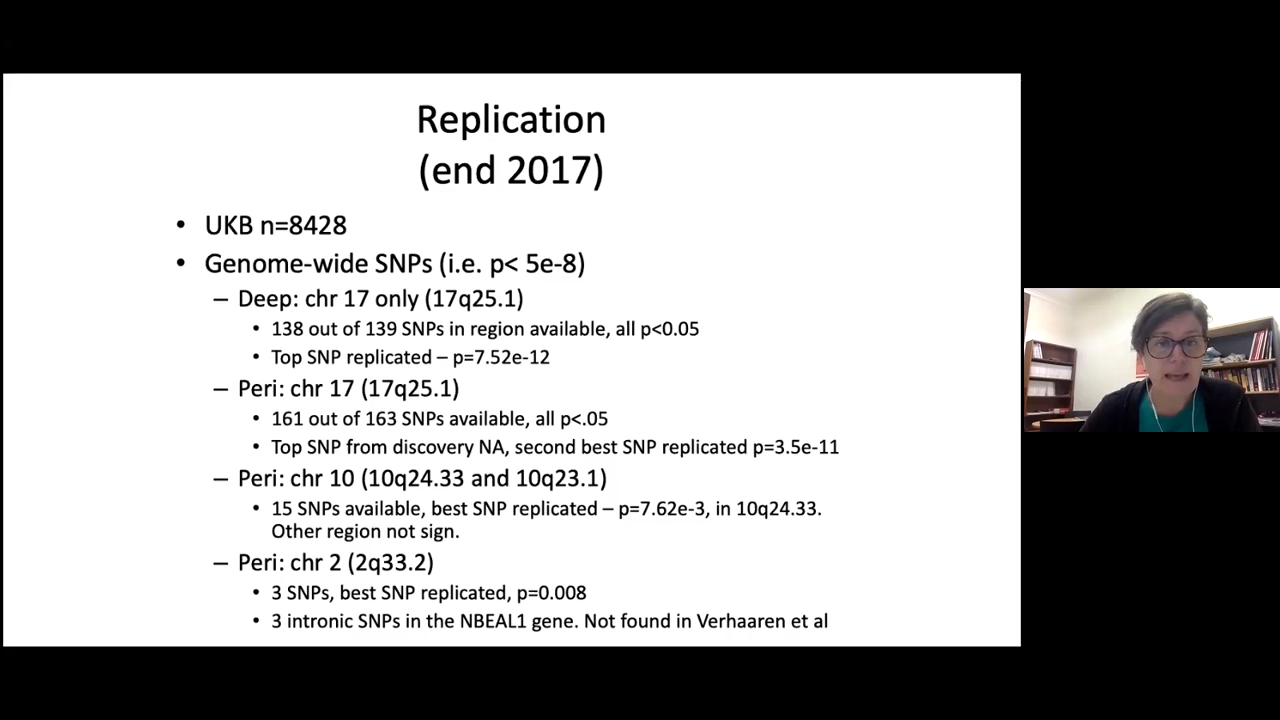 Replication
(end 2017)
• UKB n=8428
• Genome-wide SNPs (i.e. p< 5e-8)
– Deep: chr 17 only (17q25.1)
• 138 out of 139 SNPs in region available, all p<0.05
• Top SNP replicated – p=7.52e-12
– Peri: chr 17 (17q25.1)
• 161 out of 163 SNPs available, all p<.05
• Top SNP from discovery NA, second best SNP replicated p=3.5e-11
– Peri: chr 10 (10q24.33 and 10q23.1)
• 15 SNPs available, best SNP replicated – p=7.62e-3, in 10q24.33.
Other region not sign.
– Peri: chr 2 (2q33.2)
• 3 SNPs, best SNP replicated, p=0.008
• 3 intronic SNPs in the NBEAL1 gene. Not found in Verhaaren et al